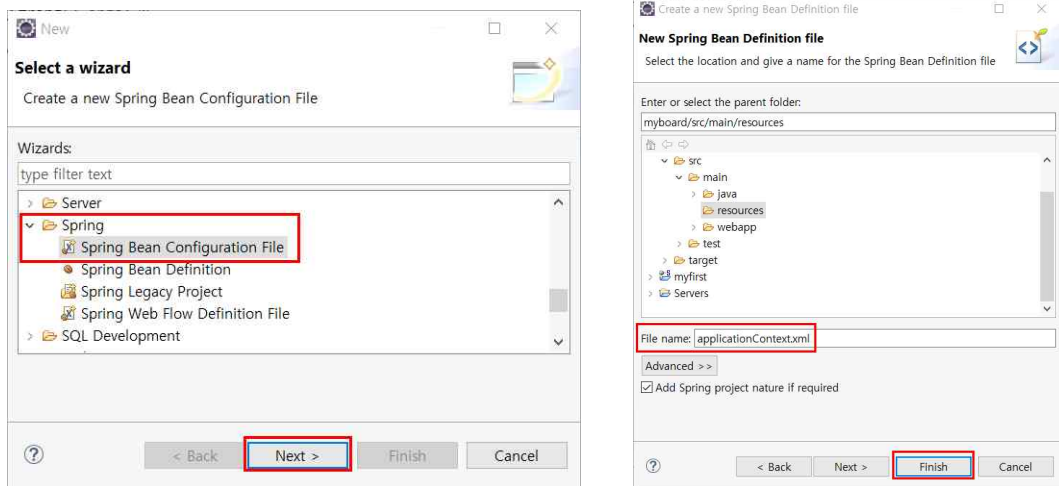 New
Select a wizard
Create a new Spring Bean Configuration File
Wizards:
type filter text
Server
Spring
Spring Bean Configuration File
Spring Bean Definition
Spring Legacy Project
Spring Web Flow Definition File
SQL Development
< Back
Next >
Finish
Cancel
Create a new Spring Bean Definition file
New Spring Bean Definition file
Select the location and give a name for the Spring Bean Definition file
Enter or select the parent folder:
myboard/src/main/resources
src
main
java
resources
webapp
test
target
myfirst
Servers
File name: applicationContext.xml
Advanced >>
Add Spring project nature if required
< Back
Next >
Finish
Cancel